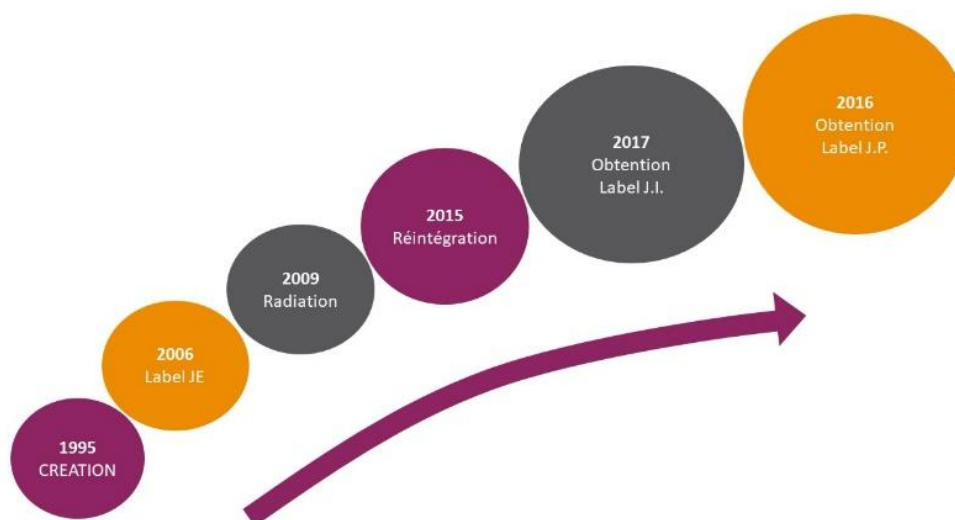 1995
CREATION
2006
Label JE
2009
Radiation
2015
Réintégration
2017
Obtention
Label J.I.
2016
Obtention
Label J.P.